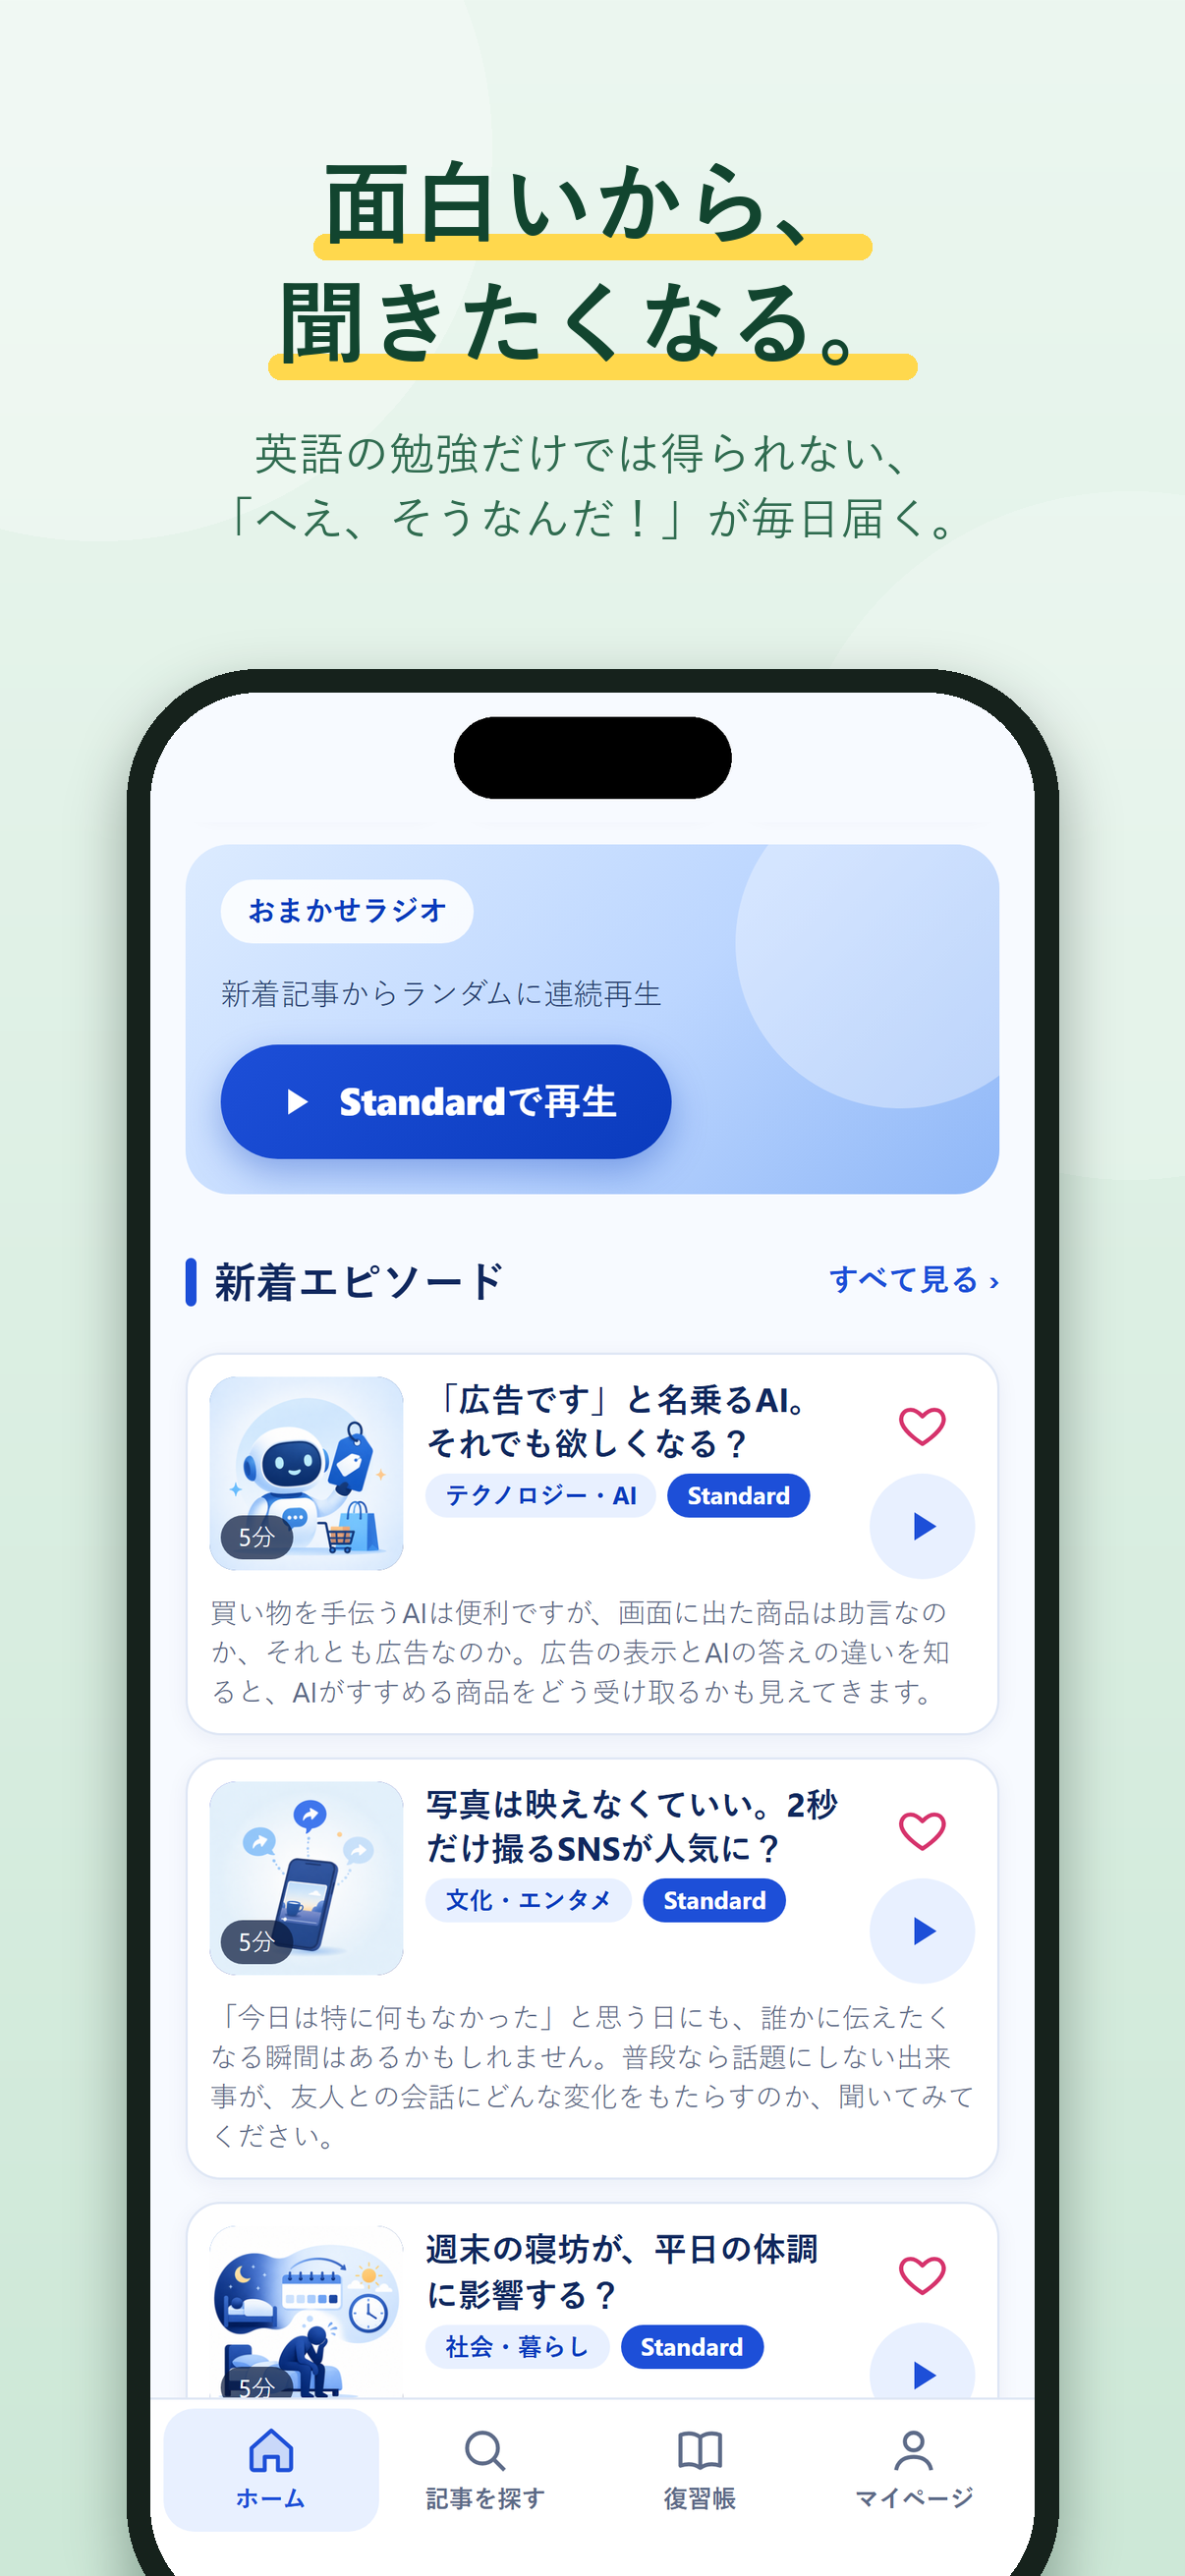 面白いから、
聞きたくなる。
英語の勉強だけでは得られない、
「へえ、そうなんだ！」が毎日届く。
おまかせラジオ
新着記事からランダムに連続再生
Standardで再生
新着エピソード
すべて見る ›
「広告です」と名乗るAI。
それでも欲しくなる？
テクノロジー・AI Standard
5分
買い物を手伝うAIは便利ですが、画面に出た商品は助言なの
か、それとも広告なのか。広告の表示とAIの答えの違いを知
ると、AIがすすめる商品をどう受け取るかも見えてきます。
写真は映えなくていい。2秒
だけ撮るSNSが人気に？
文化・エンタメ Standard
5分
「今日は特に何もなかった」と思う日にも、誰かに伝えたく
なる瞬間はあるかもしれません。普段なら話題にしない出来
事が、友人との会話にどんな変化をもたらすのか、聞いてみて
ください。
週末の寝坊が、平日の体調
に影響する？
社会・暮らし Standard
5分
ホーム 記事を探す 復習帳 マイページ